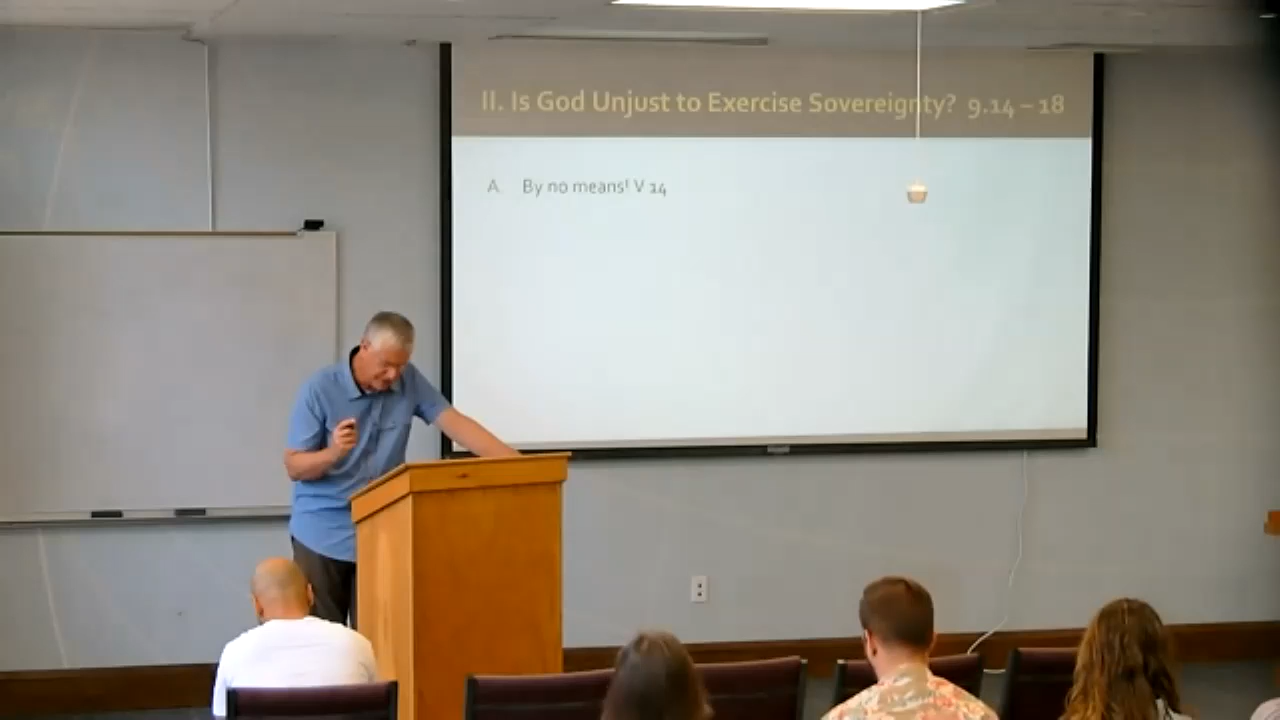 II. Is God Unjust to Exercise Sovereignty? 9.14 – 18
A. By no means! V 14